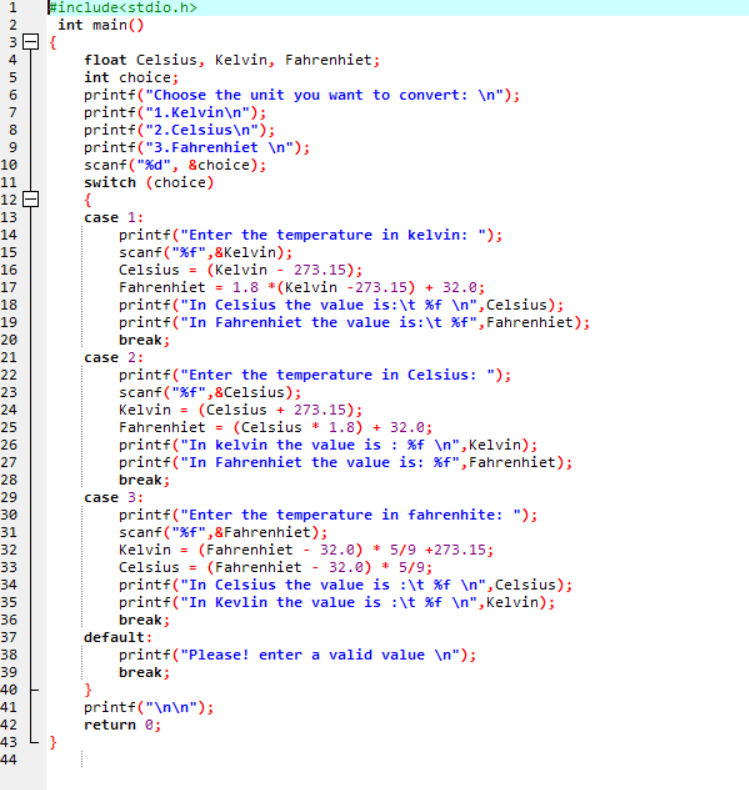 1 #include<stdio.h>
2 int main()
3 {
4 float Celsius, Kelvin, Fahrenhiet;
5 int choice;
6 printf("Choose the unit you want to convert: \n");
7 printf("1.Kelvin\n");
8 printf("2.Celsius\n");
9 printf("3.Fahrenhiet \n");
10 scanf("%d", &choice);
11 switch (choice)
12 {
13 case 1:
14 printf("Enter the temperature in kelvin: ");
15 scanf("%f",&Kelvin);
16 Celsius = (Kelvin - 273.15);
17 Fahrenhiet = 1.8 *(Kelvin -273.15) + 32.0;
18 printf("In Celsius the value is:\t %f \n",Celsius);
19 printf("In Fahrenhiet the value is:\t %f",Fahrenhiet);
20 break;
21 case 2:
22 printf("Enter the temperature in Celsius: ");
23 scanf("%f",&Celsius);
24 Kelvin = (Celsius + 273.15);
25 Fahrenhiet = (Celsius * 1.8) + 32.0;
26 printf("In kelvin the value is : %f \n",Kelvin);
27 printf("In Fahrenhiet the value is: %f",Fahrenhiet);
28 break;
29 case 3:
30 printf("Enter the temperature in fahrenhite: ");
31 scanf("%f",&Fahrenhiet);
32 Kelvin = (Fahrenhiet - 32.0) * 5/9 +273.15;
33 Celsius = (Fahrenhiet - 32.0) * 5/9;
34 printf("In Celsius the value is :\t %f \n",Celsius);
35 printf("In Kevlin the value is :\t %f \n",Kelvin);
36 break;
37 default:
38 printf("Please! enter a valid value \n");
39 break;
40 }
41 printf("\n\n");
42 return 0;
43 }
44